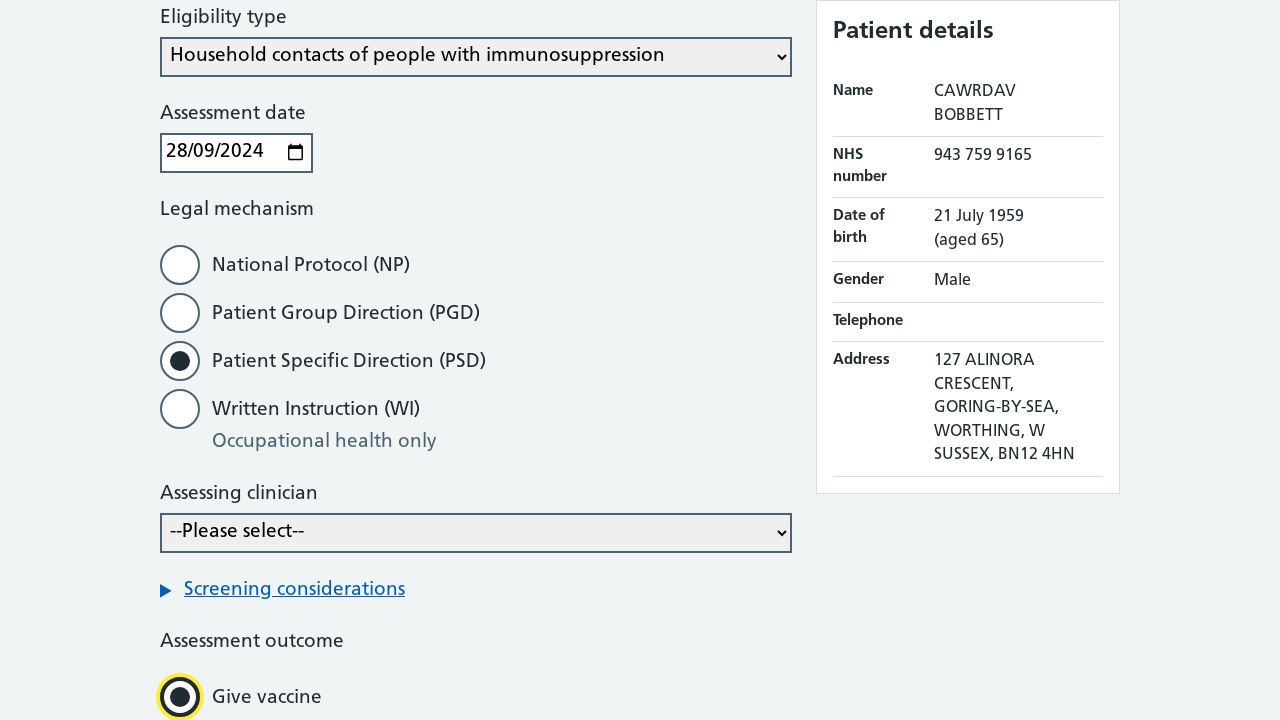 Eligibility type
Household contacts of people with immunosuppression
Assessment date
28/09/2024
Legal mechanism
National Protocol (NP)
Patient Group Direction (PGD)
Patient Specific Direction (PSD)
Written Instruction (WI)
Occupational health only
Assessing clinician
--Please select--
Screening considerations
Assessment outcome
Give vaccine
Patient details
Name CAWRDAV
BOBBETT
NHS number 943 759 9165
Date of birth 21 July 1959
(aged 65)
Gender Male
Telephone
Address 127 ALINORA
CRESCENT,
GORING-BY-SEA,
WORTHING, W
SUSSEX, BN12 4HN